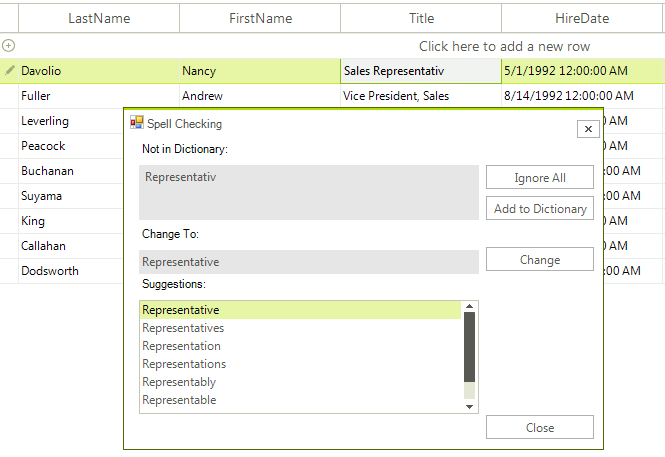 LastName FirstName Title HireDate
Click here to add a new row
Davolio Nancy Sales Representativ 5/1/1992 12:00:00 AM
Fuller Andrew Vice President, Sales 8/14/1992 12:00:00 AM
Leverling AM
Peacock AM
Buchanan :00 AM
Suyama :00 AM
King AM
Callahan AM
Dodsworth :00 AM
Spell Checking
Not in Dictionary:
Representativ
Ignore All
Add to Dictionary
Change To:
Representative
Change
Suggestions:
Representative
Representatives
Representation
Representations
Representably
Representable
Close